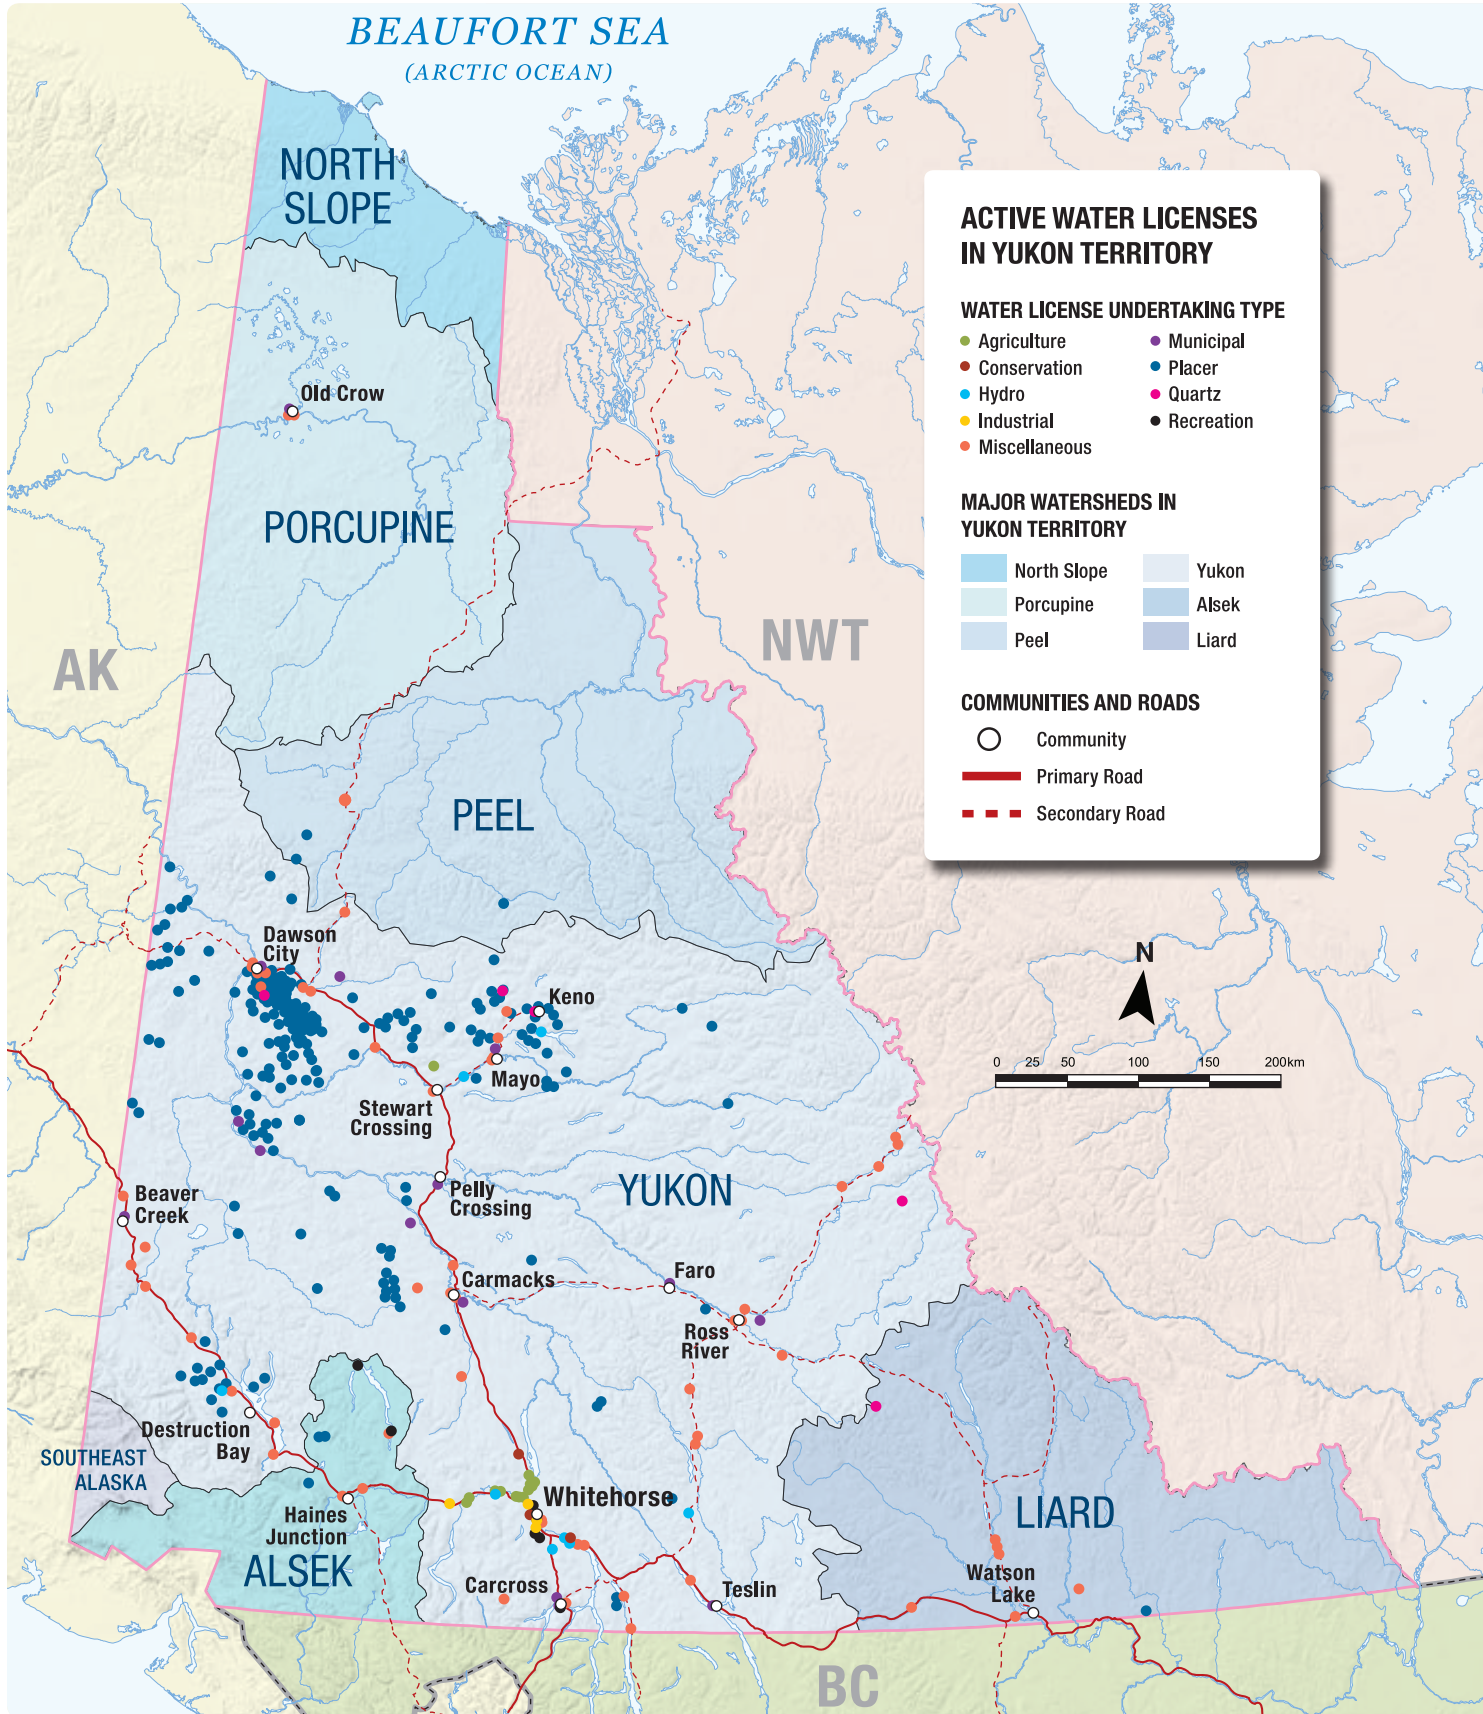 BEAUFORT SEA
(ARCTIC OCEAN)
NORTH
SLOPE
ACTIVE WATER LICENSES
IN YUKON TERRITORY
WATER LICENSE UNDERTAKING TYPE
Agriculture
Municipal
Conservation
Placer
Hydro
Quartz
Industrial
Recreation
Miscellaneous
MAJOR WATERSHEDS IN
YUKON TERRITORY
North Slope
Yukon
Porcupine
Alsek
Peel
Liard
COMMUNITIES AND ROADS
Community
Primary Road
Secondary Road
Old Crow
PORCUPINE
AK
NWT
PEEL
Dawson
City
N
Keno
0 25 50 100 150 200km
Mayo
Stewart
Crossing
Beaver
Creek
Pelly
Crossing
YUKON
Faro
Carmacks
Ross
River
Destruction
Bay
SOUTHEAST
ALASKA
Whitehorse
Haines
Junction
LIARD
ALSEK
Carcross
Teslin
Watson
Lake
BC